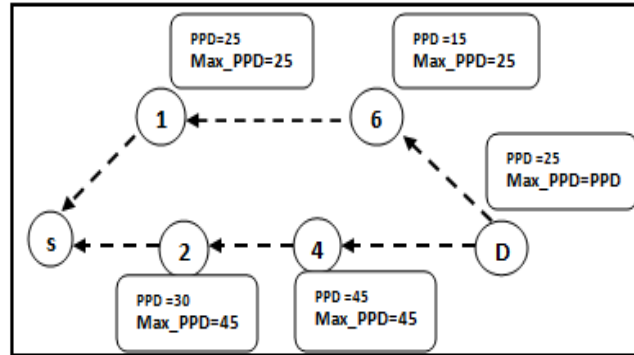 PPD=25
Max_PPD=25
PPD =15
Max_PPD=25
1
6
PPD =25
Max_PPD=PPD
s
2
4
D
PPD =30
Max_PPD=45
PPD =45
Max_PPD=45